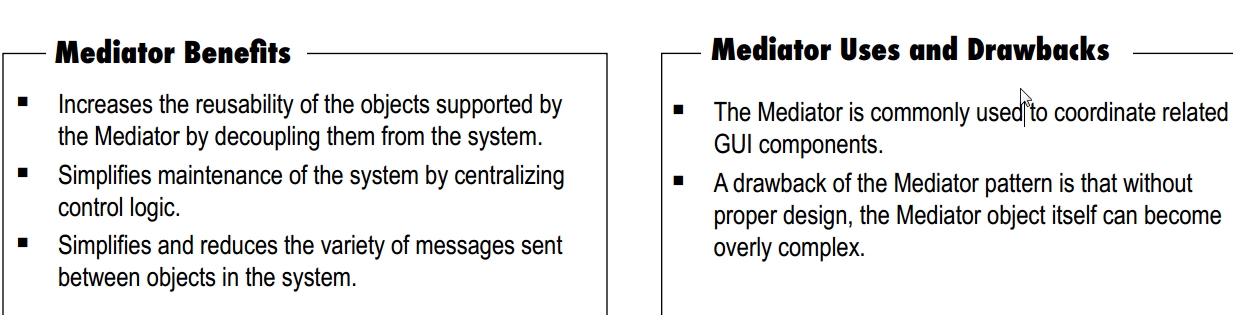 Mediator Benefits
■ Increases the reusability of the objects supported by
the Mediator by decoupling them from the system.
■ Simplifies maintenance of the system by centralizing
control logic.
■ Simplifies and reduces the variety of messages sent
between objects in the system.
Mediator Uses and Drawbacks
■ The Mediator is commonly used to coordinate related
GUI components.
■ A drawback of the Mediator pattern is that without
proper design, the Mediator object itself can become
overly complex.